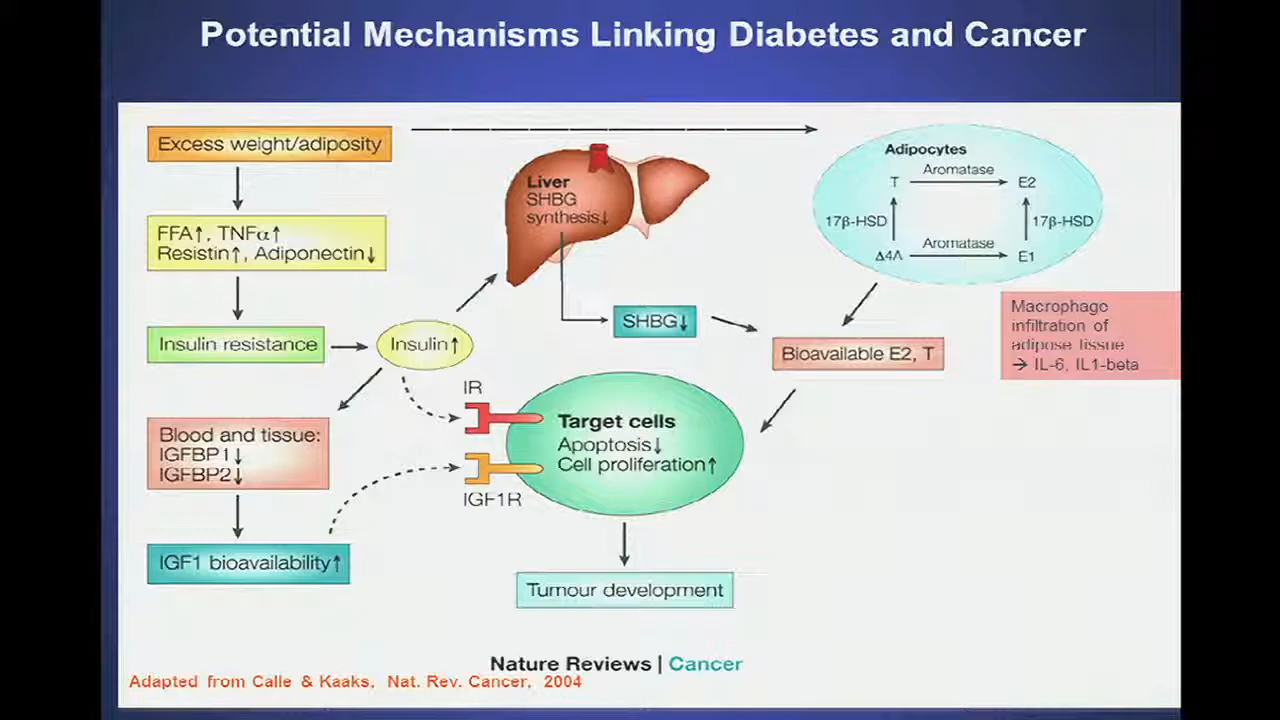 Potential Mechanisms Linking Diabetes and Cancer
Excess weight/adiposity
FFA↑, TNFα↑
Resistin↑, Adiponectin↓
Insulin resistance
Insulin↑
Blood and tissue:
IGFBP1↓
IGFBP2↓
IGF1 bioavailability↑
Liver
SHBG
synthesis↓
SHBG↓
IR
IGF1R
Target cells
Apoptosis↓
Cell proliferation↑
Tumour development
Adipocytes
Aromatase
T
E2
17β-HSD
17β-HSD
Aromatase
Δ4A
E1
Bioavailable E2, T
Macrophage
infiltration of
adipose tissue
→ IL-6, IL1-beta
Nature Reviews | Cancer
Adapted from Calle & Kaaks, Nat. Rev. Cancer, 2004